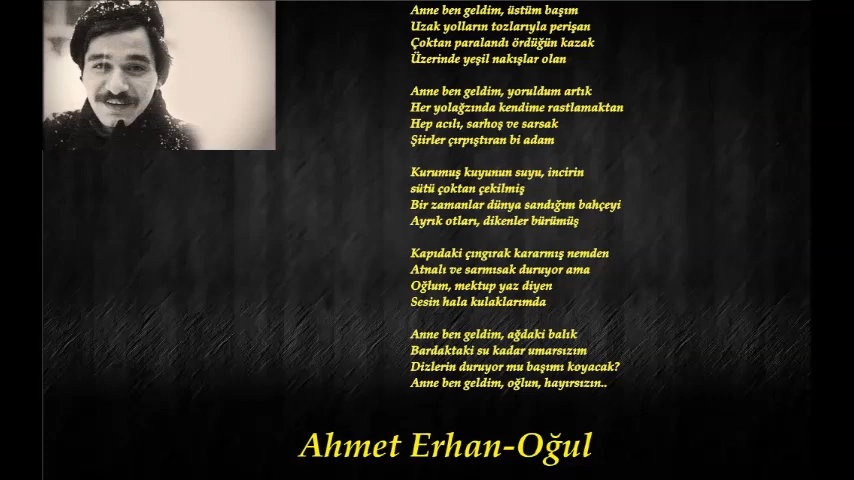 Anne ben geldim, üstüm başım
Uzak yolların tozlarıyla perişan
Çoktan paralandı ördüğün kazak
Üzerinde yeşil nakışlar olan
Anne ben geldim, yoruldum artık
Her yolağzında kendime rastlamaktan
Hep acılı, sarhoş ve sarsak
Şiirler çırpıştıran bi adam
Kurumuş kuyunun suyu, incirin
sütü çoktan çekilmiş
Bir zamanlar dünya sandığım bahçeyi
Ayrık otları, dikenler bürümüş
Kapıdaki çıngırak kararmış nemden
Atnalı ve sarmısak duruyor ama
Oğlum, mektup yaz diyen
Sesin hala kulaklarımda
Anne ben geldim, ağdaki balık
Bardaktaki su kadar umarsızım
Dizlerin duruyor mu başımı koyacak?
Anne ben geldim, oğlun, hayırsızın..
Ahmet Erhan-Oğul